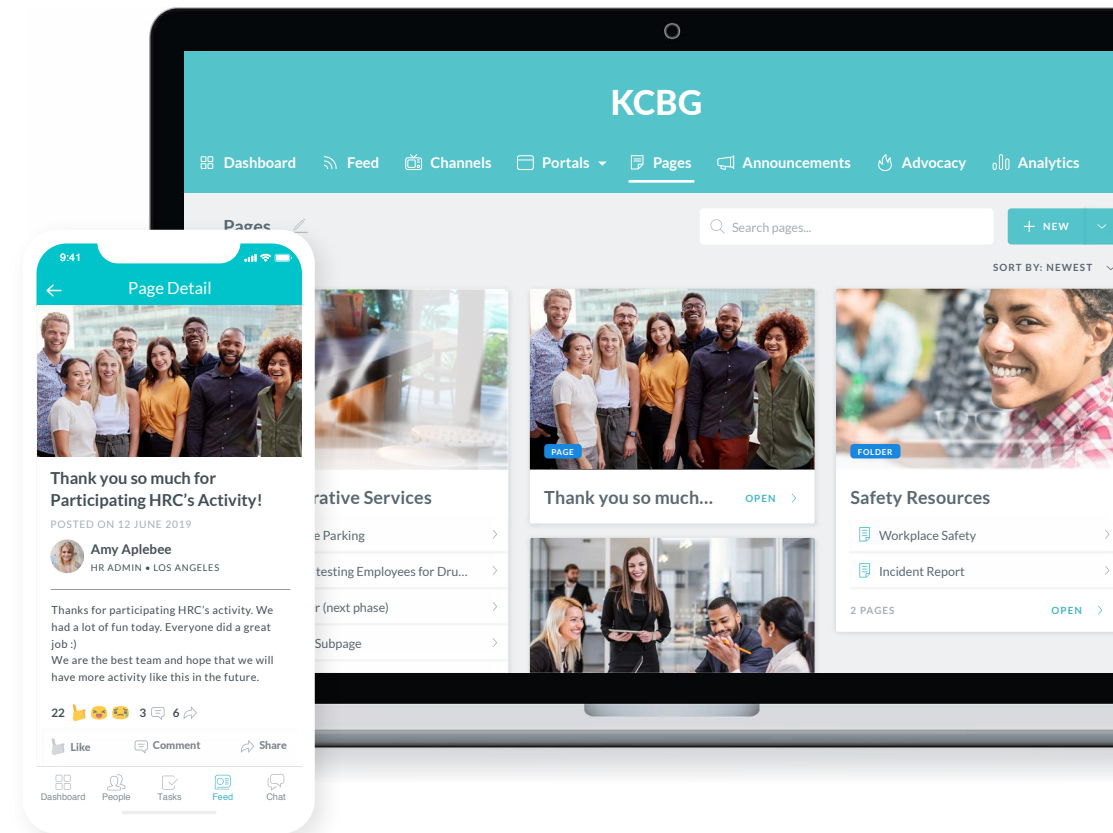 KCBG
Dashboard Feed Channels Portals Pages Announcements Advocacy Analytics
Pages
Search pages...
+ NEW
SORT BY: NEWEST
rative Services
e Parking
testing Employees for Dru...
r (next phase)
Subpage
PAGE
Thank you so much... OPEN
FOLDER
Safety Resources
Workplace Safety
Incident Report
2 PAGES OPEN
9:41
Page Detail
Thank you so much for
Participating HRC's Activity!
POSTED ON 12 JUNE 2019
Amy Aplebee
HR ADMIN • LOS ANGELES
Thanks for participating HRC's activity. We
had a lot of fun today. Everyone did a great
job :)
We are the best team and hope that we will
have more activity like this in the future.
22 3 6
Like Comment Share
Dashboard People Tasks Feed Chat